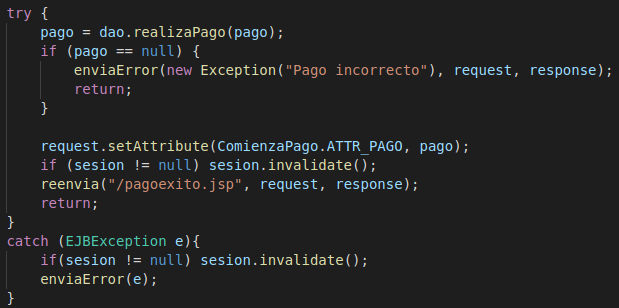 try {
    pago = dao.realizaPago(pago);
    if (pago == null) {
        enviaError(new Exception("Pago incorrecto"), request, response);
        return;
    }

    request.setAttribute(ComienzaPago.ATTR_PAGO, pago);
    if (sesion != null) sesion.invalidate();
    reenvia("/pagoexito.jsp", request, response);
    return;
}
catch (EJBException e){
    if(sesion != null) sesion.invalidate();
    enviaError(e);
}